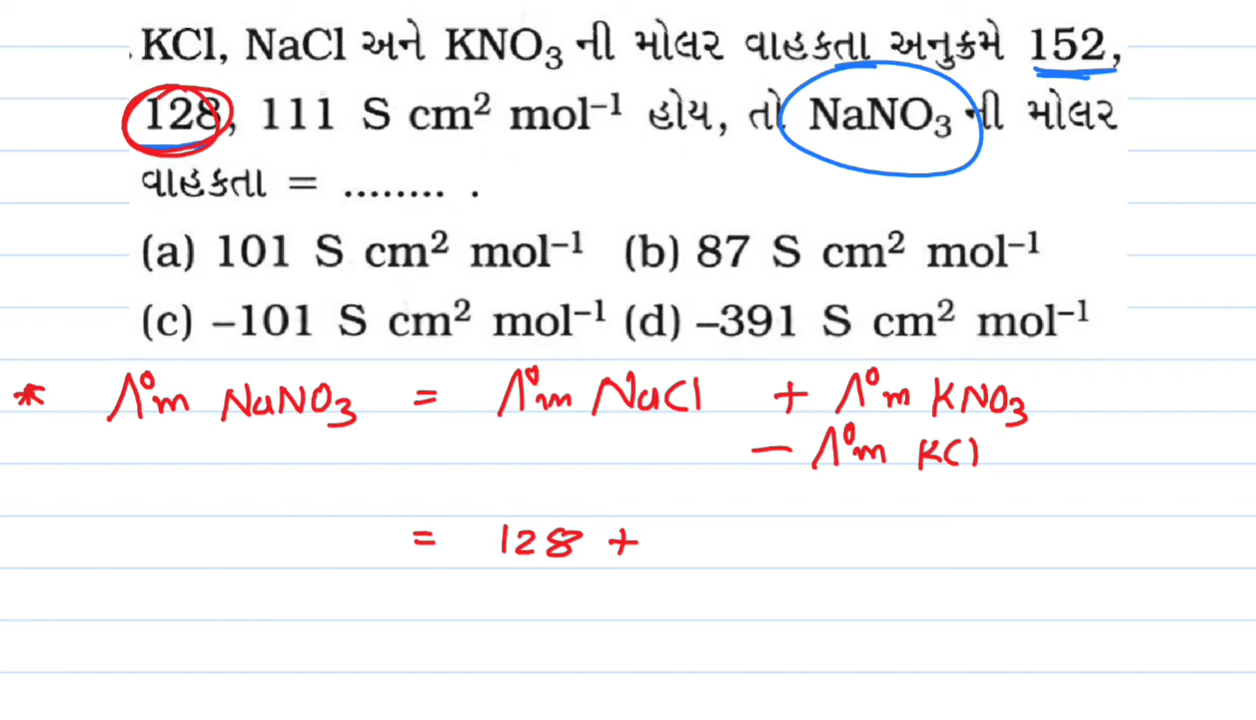 . KCl, NaCl અને KNO₃ ની મોલર વાહકતા અનુક્રમે 152,
128, 111 S cm² mol⁻¹ હોય, તો NaNO₃ ની મોલર
વાહકતા = ........ .
(a) 101 S cm² mol⁻¹ (b) 87 S cm² mol⁻¹
(c) –101 S cm² mol⁻¹ (d) –391 S cm² mol⁻¹
* Λ°m NaNO₃ = Λ°m NaCl + Λ°m KNO₃
− Λ°m KCl
= 128 +